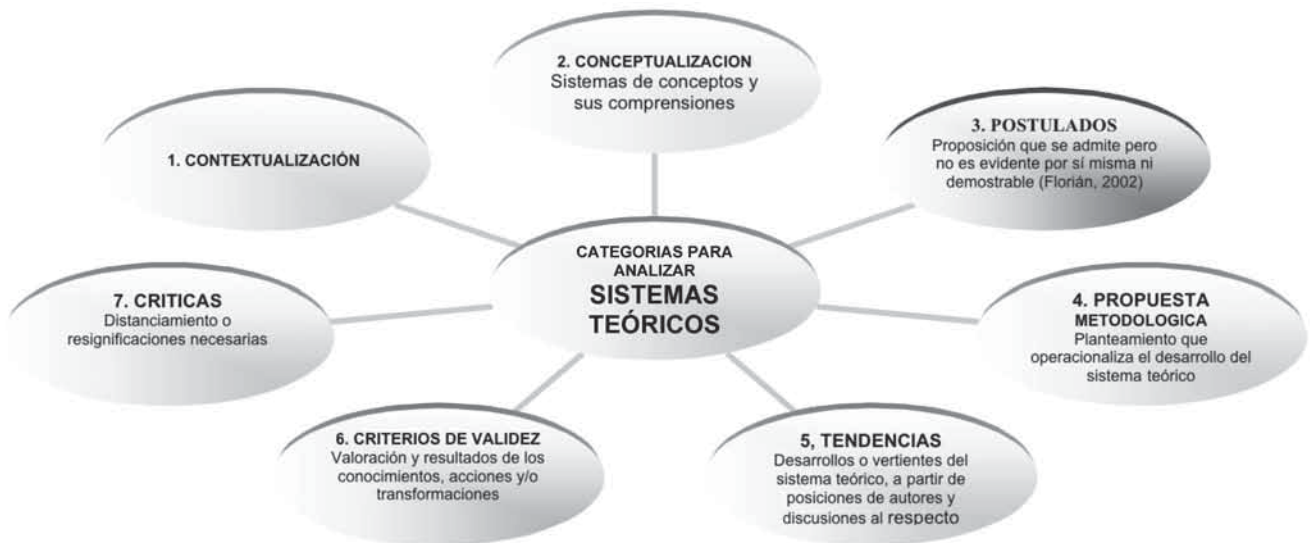 2. CONCEPTUALIZACION
Sistemas de conceptos y
sus comprensiones
1. CONTEXTUALIZACIÓN
3. POSTULADOS
Proposición que se admite pero
no es evidente por sí misma ni
demostrable (Florián, 2002)
CATEGORIAS PARA
ANALIZAR
SISTEMAS
TEÓRICOS
7. CRITICAS
Distanciamiento o
resignificaciones necesarias
4. PROPUESTA
METODOLOGICA
Planteamiento que
operacionaliza el desarrollo del
sistema teórico
6. CRITERIOS DE VALIDEZ
Valoración y resultados de los
conocimientos, acciones y/o
transformaciones
5, TENDENCIAS
Desarrollos o vertientes del
sistema teórico, a partir de
posiciones de autores y
discusiones al respecto